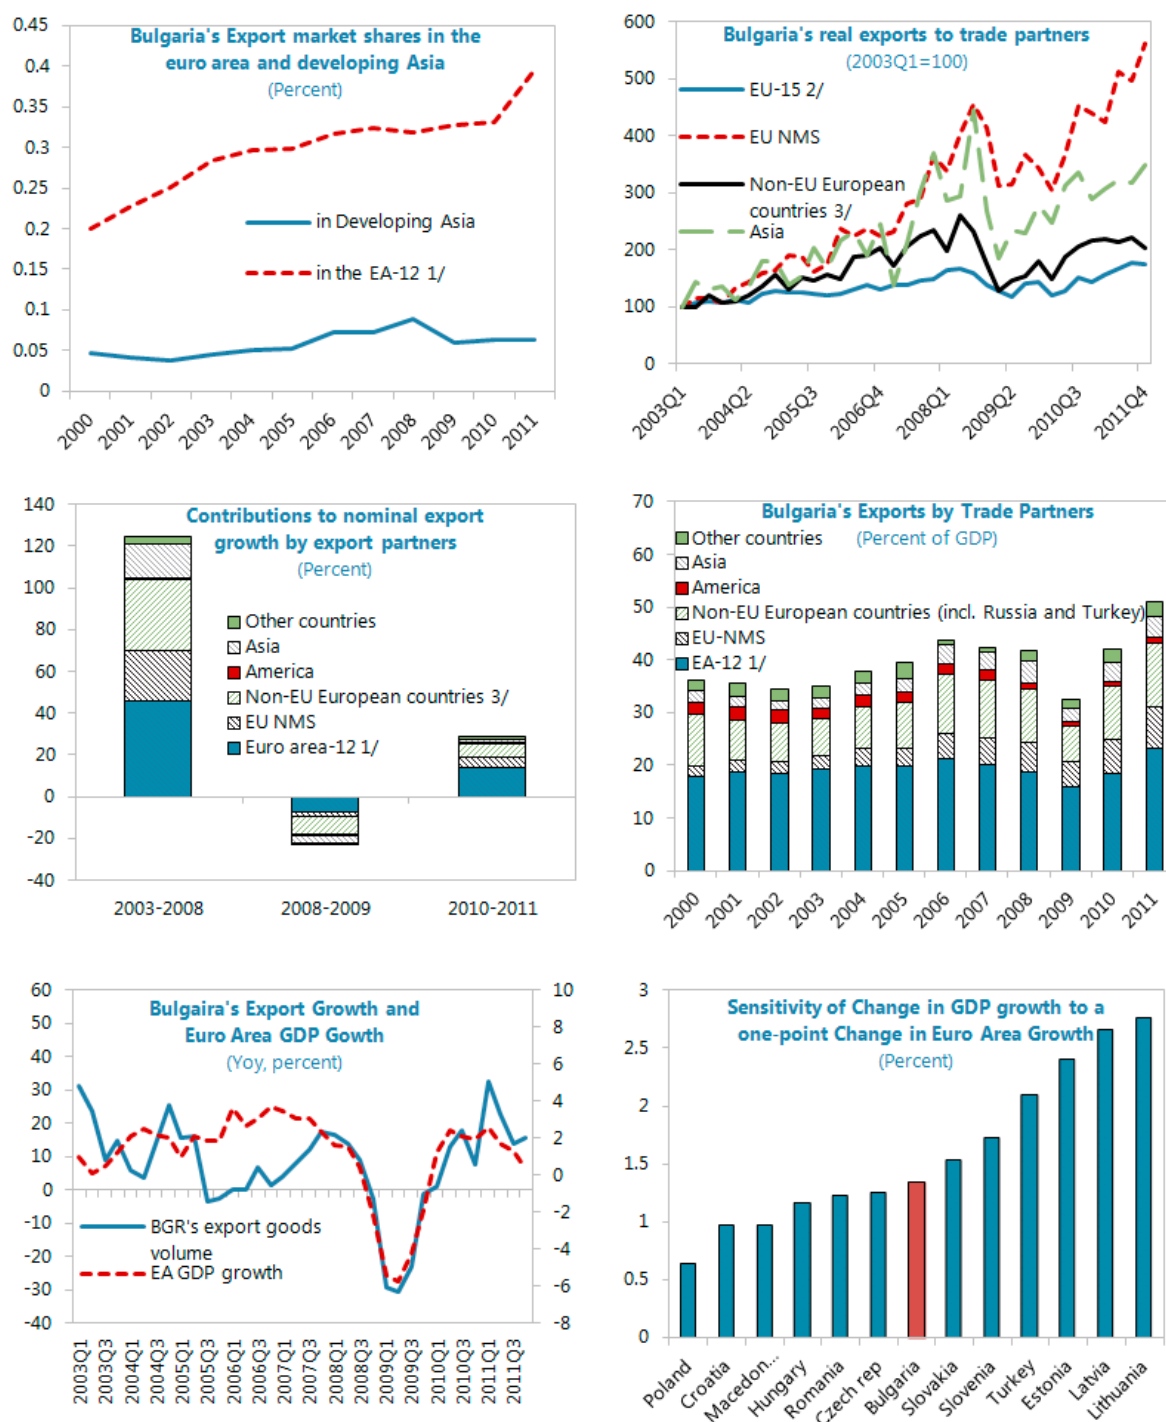 Bulgaria's Export market shares in the
euro area and developing Asia
(Percent)
0.45
0.4
0.35
0.3
0.25
0.2
0.15
0.1
0.05
0
in Developing Asia
in the EA-12 1/
2000
2001
2002
2003
2004
2005
2006
2007
2008
2009
2010
2011
Bulgaria's real exports to trade partners
(2003Q1=100)
600
500
400
300
200
100
0
EU-15 2/
EU NMS
Non-EU European
countries 3/
Asia
2003Q1
2004Q2
2005Q3
2006Q4
2008Q1
2009Q2
2010Q3
2011Q4
Contributions to nominal export
growth by export partners
(Percent)
140
120
100
80
60
40
20
0
-20
-40
Other countries
Asia
America
Non-EU European countries 3/
EU NMS
Euro area-12 1/
2003-2008
2008-2009
2010-2011
Bulgaria's Exports by Trade Partners
(Percent of GDP)
70
60
50
40
30
20
10
0
Other countries
Asia
America
Non-EU European countries (incl. Russia and Turkey)
EU-NMS
EA-12 1/
2000
2001
2002
2003
2004
2005
2006
2007
2008
2009
2010
2011
Bulgaira's Export Growth and
Euro Area GDP Gowth
(Yoy, percent)
60
50
40
30
20
10
0
-10
-20
-30
-40
10
8
6
4
2
0
-2
-4
-6
-8
BGR's export goods
volume
EA GDP growth
2003Q1
2003Q3
2004Q1
2004Q3
2005Q1
2005Q3
2006Q1
2006Q3
2007Q1
2007Q3
2008Q1
2008Q3
2009Q1
2009Q3
2010Q1
2010Q3
2011Q1
2011Q3
Sensitivity of Change in GDP growth to a
one-point Change in Euro Area Growth
(Percent)
3
2.5
2
1.5
1
0.5
0
Poland
Croatia
Macedon...
Hungary
Romania
Czech rep
Bulgaria
Slovakia
Slovenia
Turkey
Estonia
Latvia
Lithuania